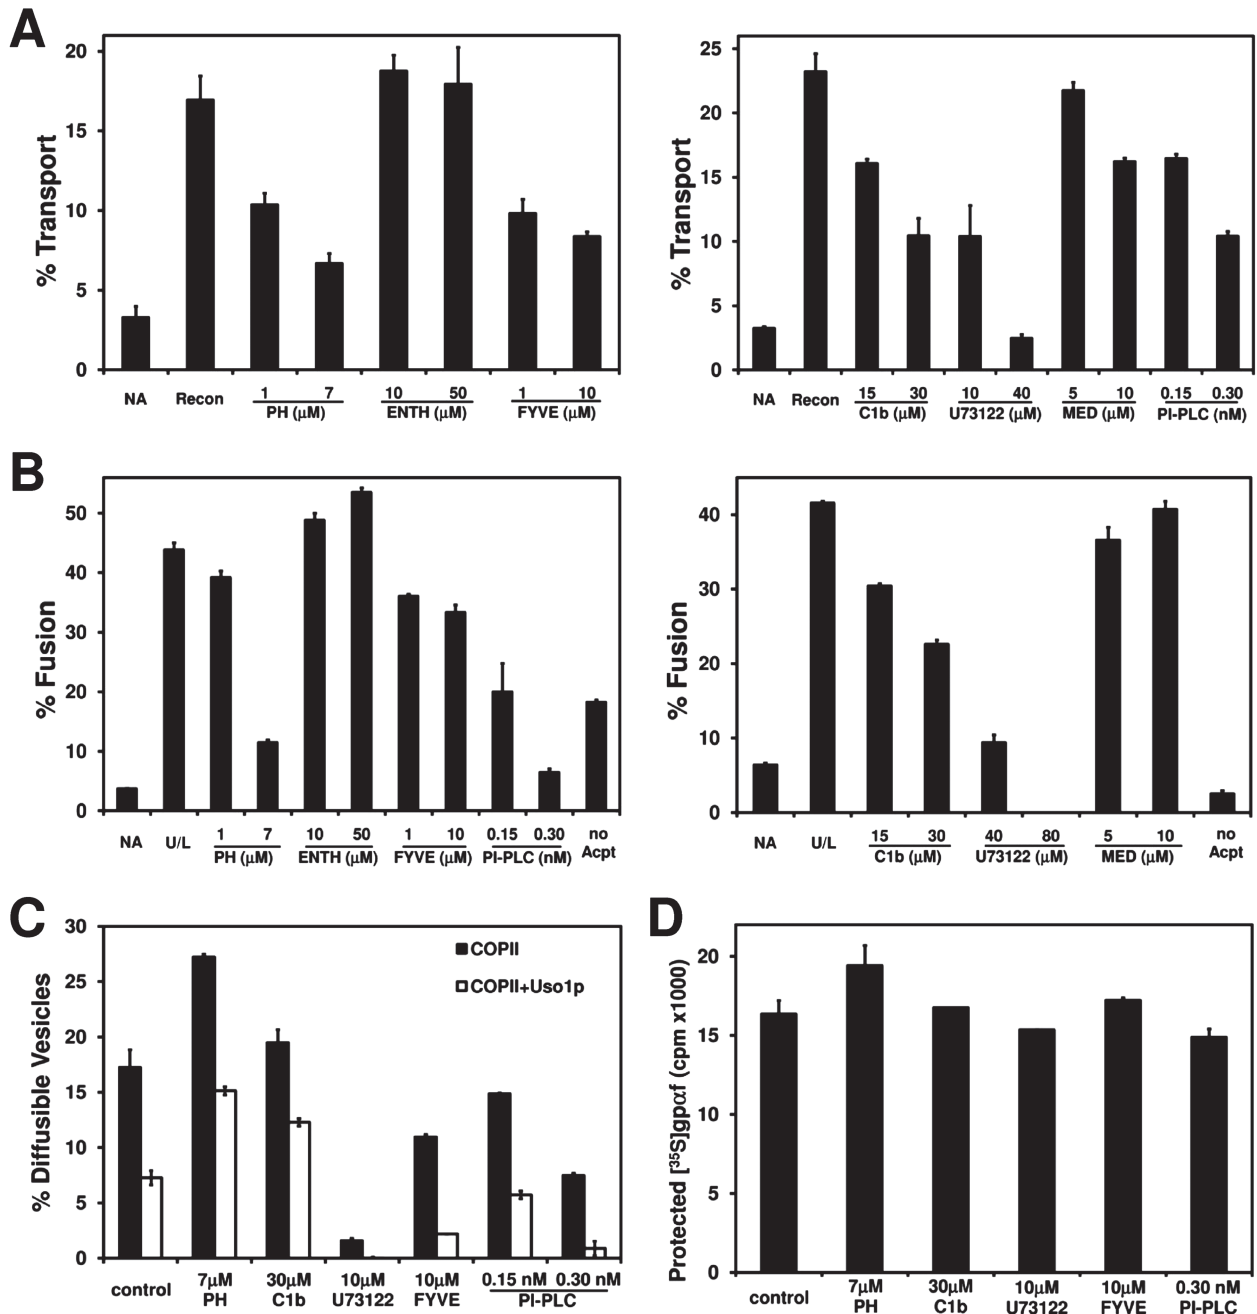 A
% Transport
20
15
10
5
0
NA Recon 1 7 10 50 1 10
PH (µM) ENTH (µM) FYVE (µM)
% Transport
25
20
15
10
5
0
NA Recon 15 30 10 40 5 10 0.15 0.30
C1b (µM) U73122 (µM) MED (µM) PI-PLC (nM)
B
% Fusion
50
40
30
20
10
0
NA U/L 1 7 10 50 1 10 0.15 0.30 no
PH (µM) ENTH (µM) FYVE (µM) PI-PLC (nM) Acpt
% Fusion
40
30
20
10
0
NA U/L 15 30 40 80 5 10 no
C1b (µM) U73122 (µM) MED (µM) Acpt
C
% Diffusible Vesicles
30
25
20
15
10
5
0
COPII
COPII+Uso1p
control 7µM 30µM 10µM 10µM 0.15 nM 0.30 nM
PH C1b U73122 FYVE PI-PLC
D
Protected [³⁵S]gpαf (cpm x1000)
20
15
10
5
0
control 7µM 30µM 10µM 10µM 0.30 nM
PH C1b U73122 FYVE PI-PLC